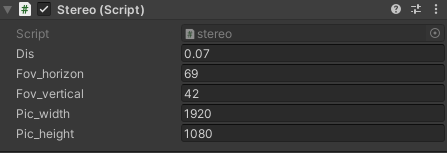 Stereo (Script)
Script stereo
Dis 0.07
Fov_horizon 69
Fov_vertical 42
Pic_width 1920
Pic_height 1080